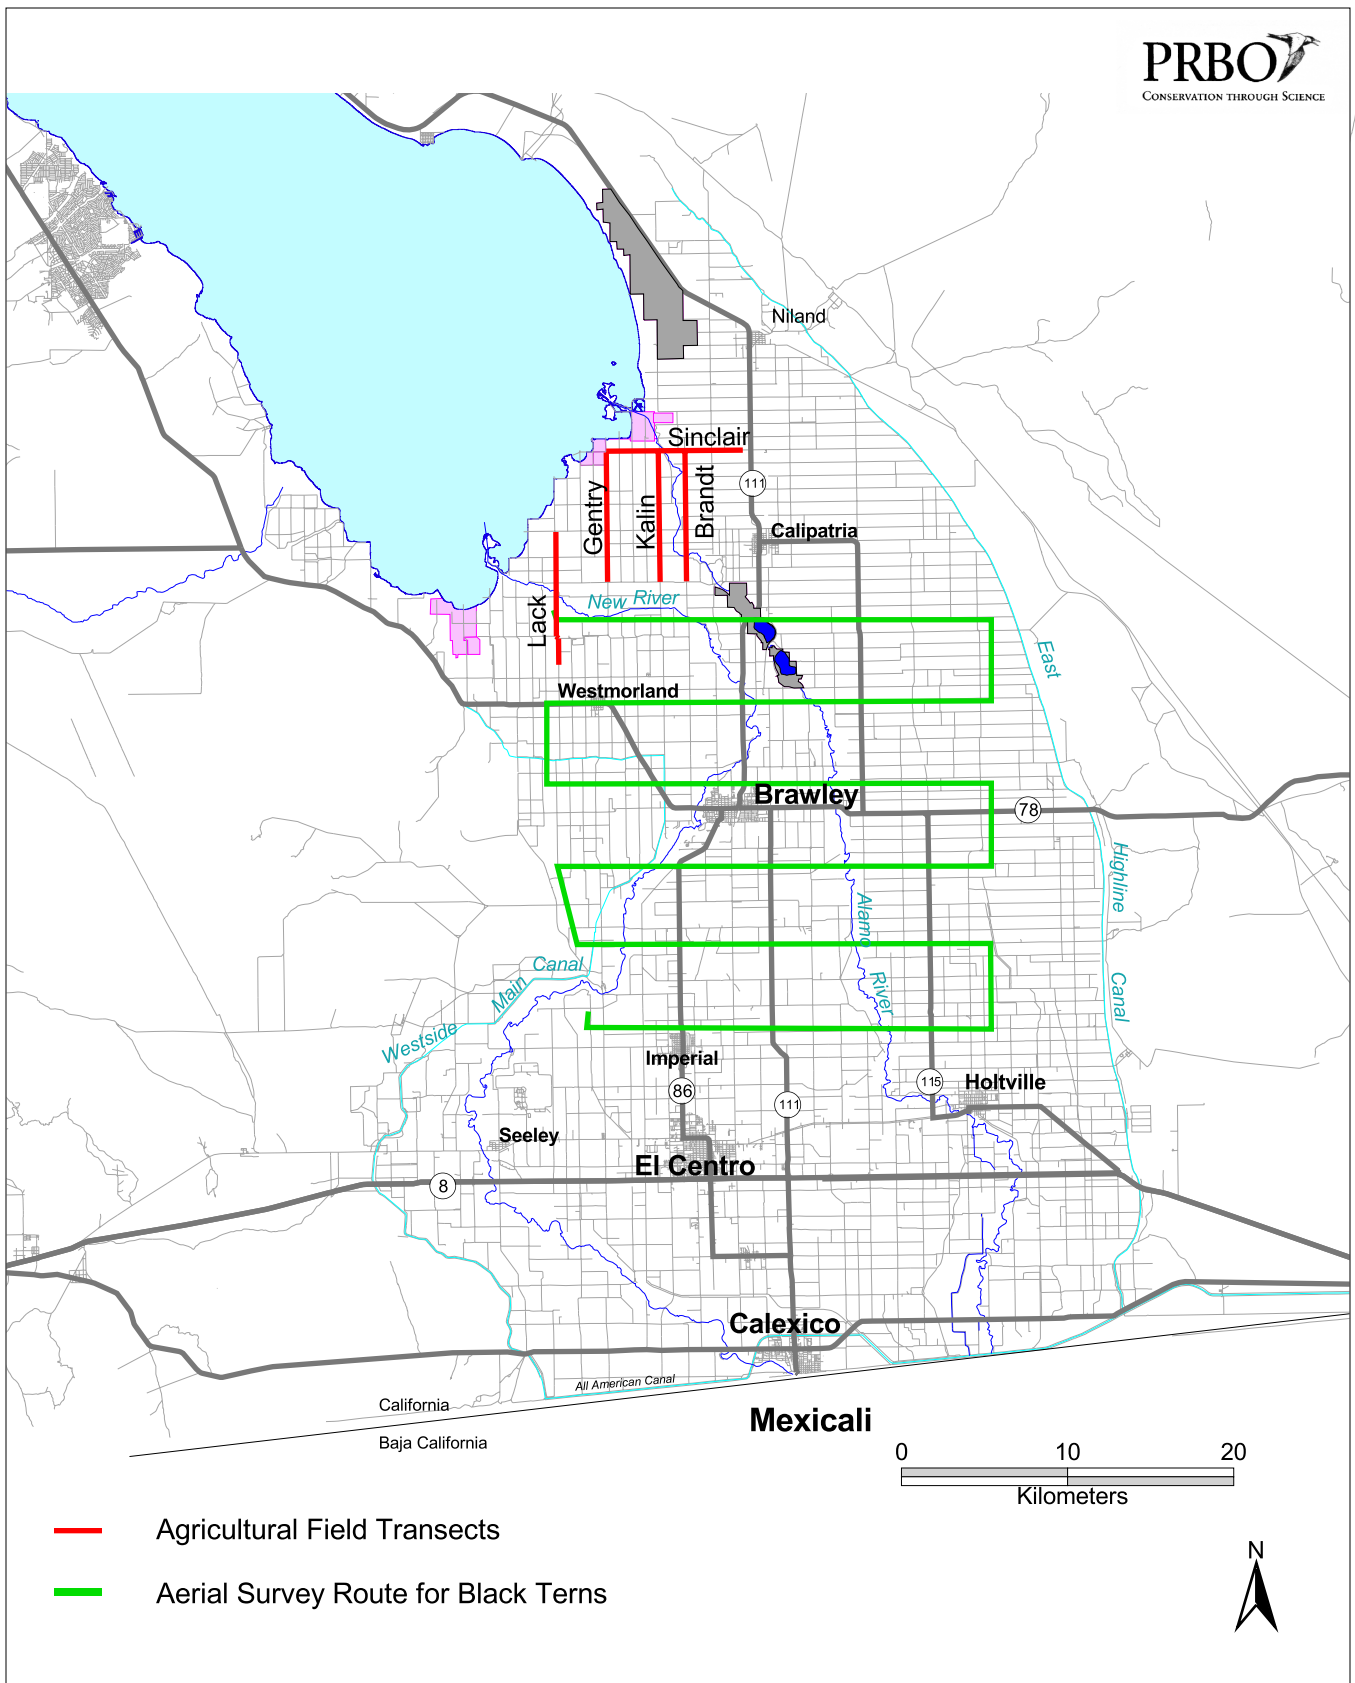 PRBO
CONSERVATION THROUGH SCIENCE
Niland
Sinclair
Gentry
Kalin
Brandt
111
Calipatria
New River
Lack
East
Westmorland
Brawley
78
Highline
Alamo
Canal
Main
River
Canal
Westside
Imperial
86
111
115
Holtville
Seeley
El Centro
8
Calexico
All American Canal
California
Baja California
Mexicali
0 10 20
Kilometers
Agricultural Field Transects
N
Aerial Survey Route for Black Terns